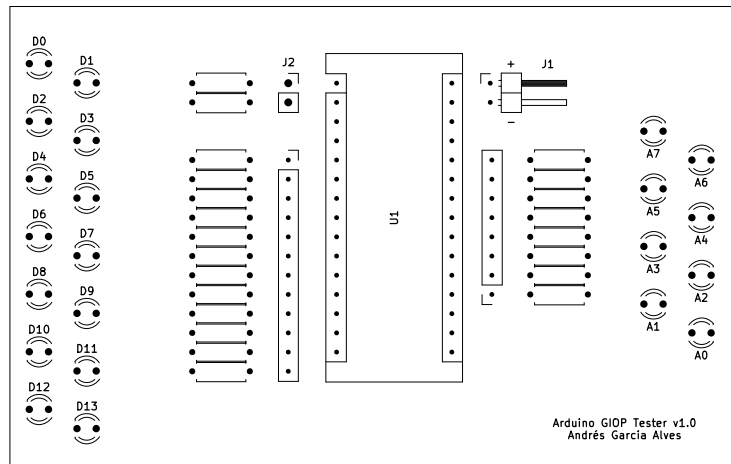 D0
D1
D2
D3
D4
D5
D6
D7
D8
D9
D10
D11
D12
D13
J2
U1
+
J1
−
A7
A6
A5
A4
A3
A2
A1
A0
Arduino GIOP Tester v1.0
Andrés García Alves